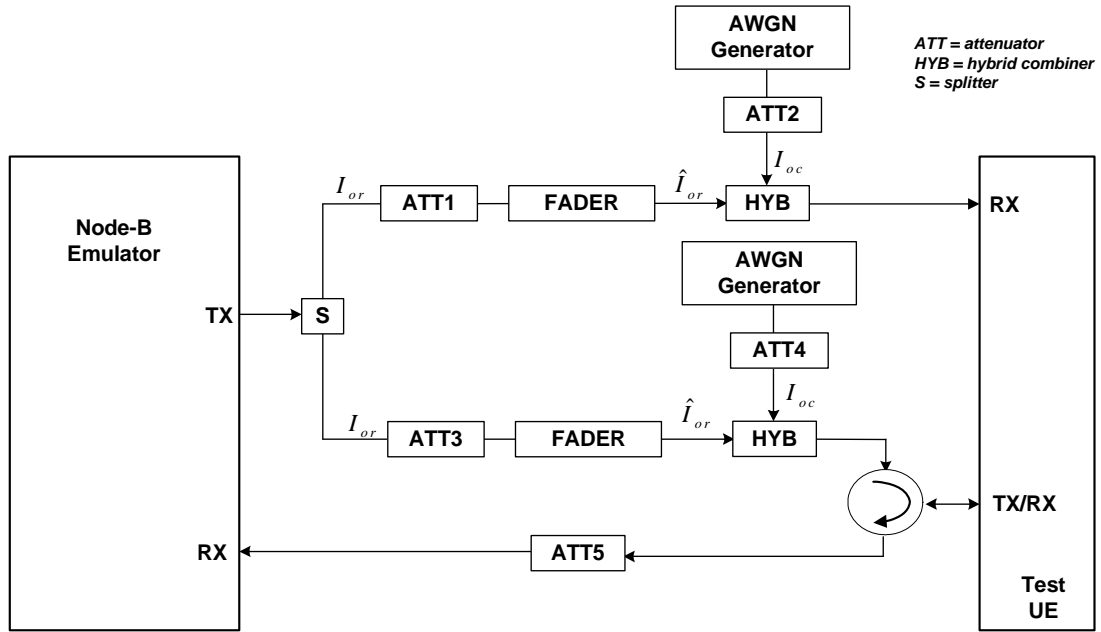 AWGN
Generator
ATT = attenuator
HYB = hybrid combiner
S = splitter
ATT2
I_oc
Node-B
Emulator
I_or
ATT1
FADER
Î_or
HYB
RX
AWGN
Generator
TX
S
ATT4
I_oc
I_or
ATT3
FADER
Î_or
HYB
TX/RX
RX
ATT5
Test
UE